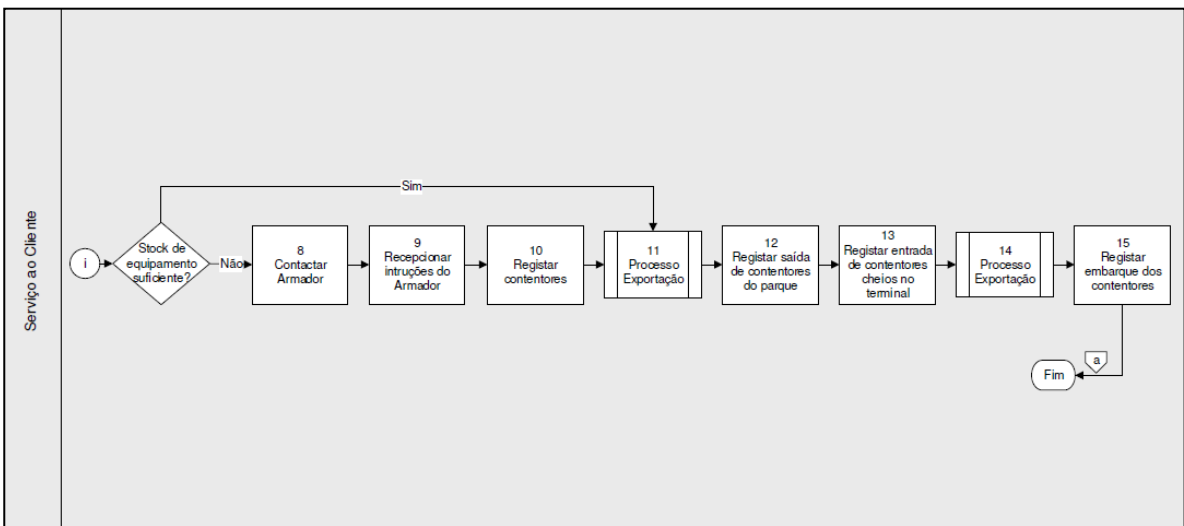 Serviço ao Cliente
Sim
i
Stock de
equipamento
suficiente?
Não
8
Contactar
Armador
9
Recepcionar
intruções do
Armador
10
Registar
contentores
11
Processo
Exportação
12
Registar saída
de contentores
do parque
13
Registar entrada
de contentores
cheios no
terminal
14
Processo
Exportação
15
Registar
embarque dos
contentores
a
Fim